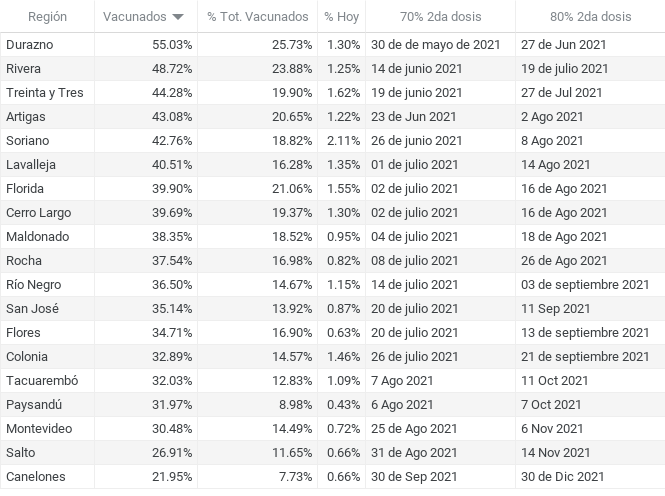 Región Vacunados % Tot. Vacunados % Hoy 70% 2da dosis 80% 2da dosis
Durazno 55.03% 25.73% 1.30% 30 de de mayo de 2021 27 de Jun 2021
Rivera 48.72% 23.88% 1.25% 14 de junio 2021 19 de julio 2021
Treinta y Tres 44.28% 19.90% 1.62% 19 de junio 2021 27 de Jul 2021
Artigas 43.08% 20.65% 1.22% 23 de Jun 2021 2 Ago 2021
Soriano 42.76% 18.82% 2.11% 26 de junio 2021 8 Ago 2021
Lavalleja 40.51% 16.28% 1.35% 01 de julio 2021 14 Ago 2021
Florida 39.90% 21.06% 1.55% 02 de julio 2021 16 de Ago 2021
Cerro Largo 39.69% 19.37% 1.30% 02 de julio 2021 16 de Ago 2021
Maldonado 38.35% 18.52% 0.95% 04 de julio 2021 18 de Ago 2021
Rocha 37.54% 16.98% 0.82% 08 de julio 2021 26 de Ago 2021
Río Negro 36.50% 14.67% 1.15% 14 de julio 2021 03 de septiembre 2021
San José 35.14% 13.92% 0.87% 20 de julio 2021 11 Sep 2021
Flores 34.71% 16.90% 0.63% 20 de julio 2021 13 de septiembre 2021
Colonia 32.89% 14.57% 1.46% 26 de julio 2021 21 de septiembre 2021
Tacuarembó 32.03% 12.83% 1.09% 7 Ago 2021 11 Oct 2021
Paysandú 31.97% 8.98% 0.43% 6 Ago 2021 7 Oct 2021
Montevideo 30.48% 14.49% 0.72% 25 de Ago 2021 6 Nov 2021
Salto 26.91% 11.65% 0.66% 31 de Ago 2021 14 Nov 2021
Canelones 21.95% 7.73% 0.66% 30 de Sep 2021 30 de Dic 2021